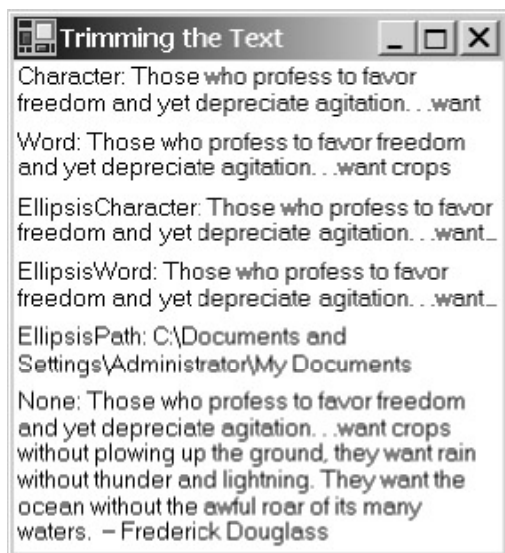 Trimming the Text
Character: Those who profess to favor
freedom and yet depreciate agitation. . .want
Word: Those who profess to favor freedom
and yet depreciate agitation. . .want crops
EllipsisCharacter: Those who profess to favor
freedom and yet depreciate agitation. . .want...
EllipsisWord: Those who profess to favor
freedom and yet depreciate agitation. . .want...
EllipsisPath: C:\Documents and
Settings\Administrator\My Documents
None: Those who profess to favor freedom
and yet depreciate agitation. . .want crops
without plowing up the ground, they want rain
without thunder and lightning. They want the
ocean without the awful roar of its many
waters. – Frederick Douglass